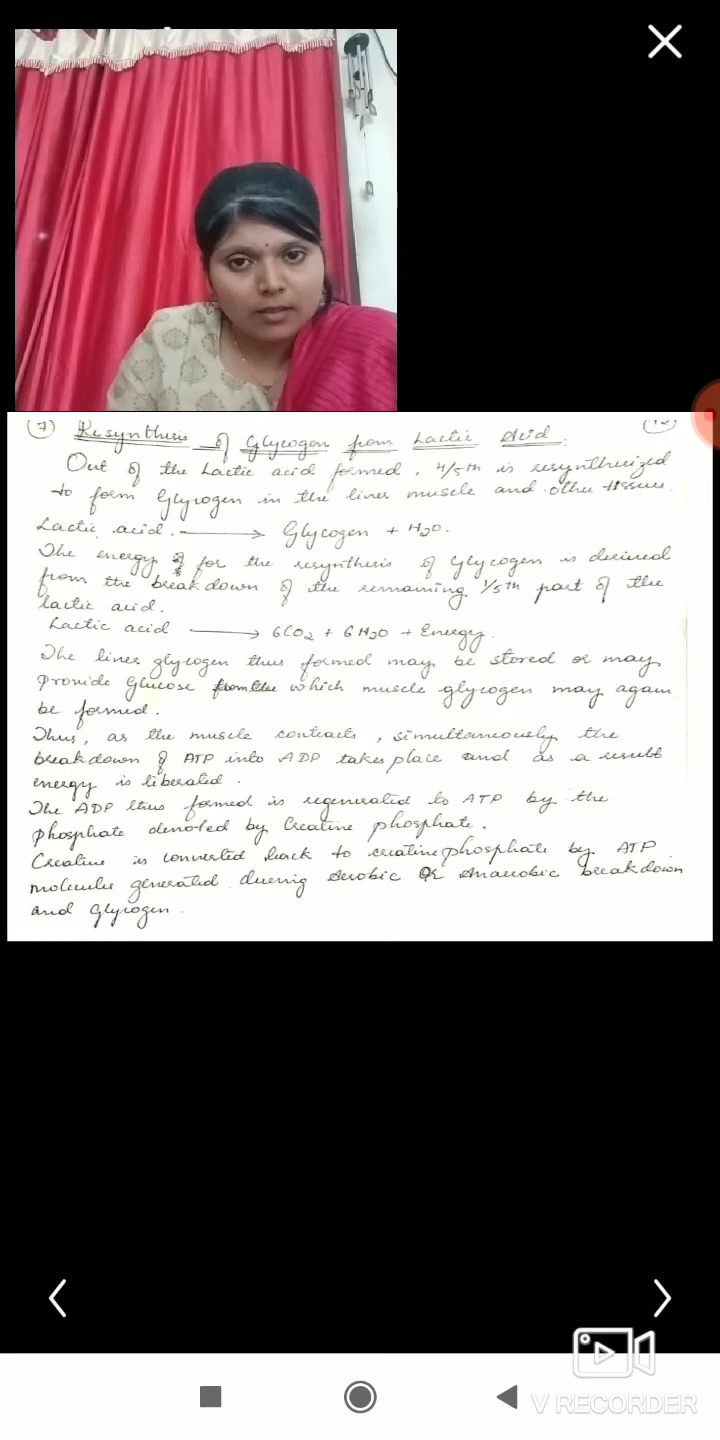 (7) Resynthesis of Glycogen from Lactic Acid :
Out of the Lactic acid formed, 4/5th is resynthesized
to form Glycogen in the liver muscle and other tissues.
Lactic acid. ⟶ Glycogen + H2O.
The energy for the resynthesis of Glycogen is derived
from the breakdown of the remaining 1/5th part of the
lactic acid.
Lactic acid ⟶ 6CO2 + 6H2O + Energy.
The liver glycogen thus formed may be stored or may
provide Glucose which muscle glycogen may again
be formed.
Thus, as the muscle contracts, simultaneously the
breakdown of ATP into ADP takes place and as a result
energy is liberated.
The ADP thus formed is regenerated to ATP by the
phosphate denoted by Creatine phosphate.
Creatine is converted back to creatine phosphate by ATP
molecules generated during Aerobic OR Anaerobic breakdown
and Glycogen.
V RECORDER